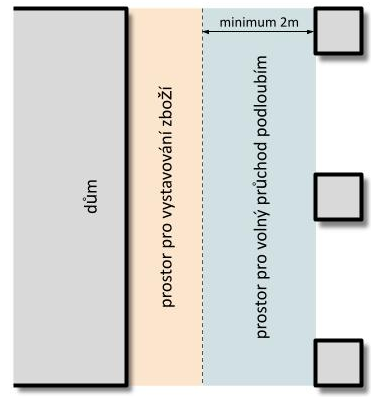 minimum 2m
dům
prostor pro vystavování zboží
prostor pro volný průchod podloubím